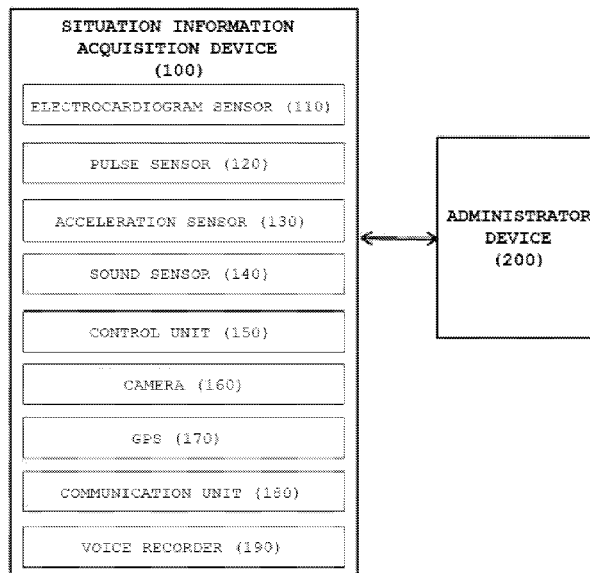 SITUATION INFORMATION
ACQUISITION DEVICE
(100)
ELECTROCARDIOGRAM SENSOR (110)
PULSE SENSOR (120)
ACCELERATION SENSOR (130)
SOUND SENSOR (140)
CONTROL UNIT (150)
CAMERA (160)
GPS (170)
COMMUNICATION UNIT (180)
VOICE RECORDER (190)
ADMINISTRATOR
DEVICE
(200)